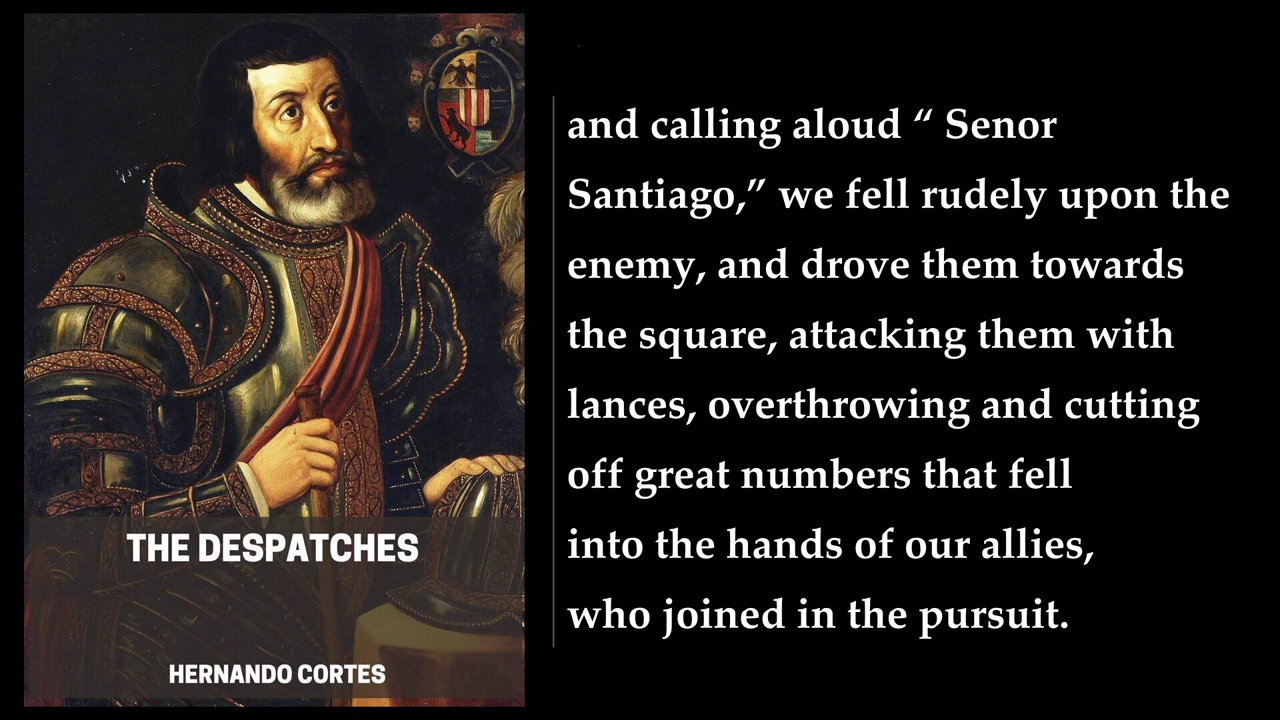 THE DESPATCHES
HERNANDO CORTES
and calling aloud “ Senor
Santiago,” we fell rudely upon the
enemy, and drove them towards
the square, attacking them with
lances, overthrowing and cutting
off great numbers that fell
into the hands of our allies,
who joined in the pursuit.